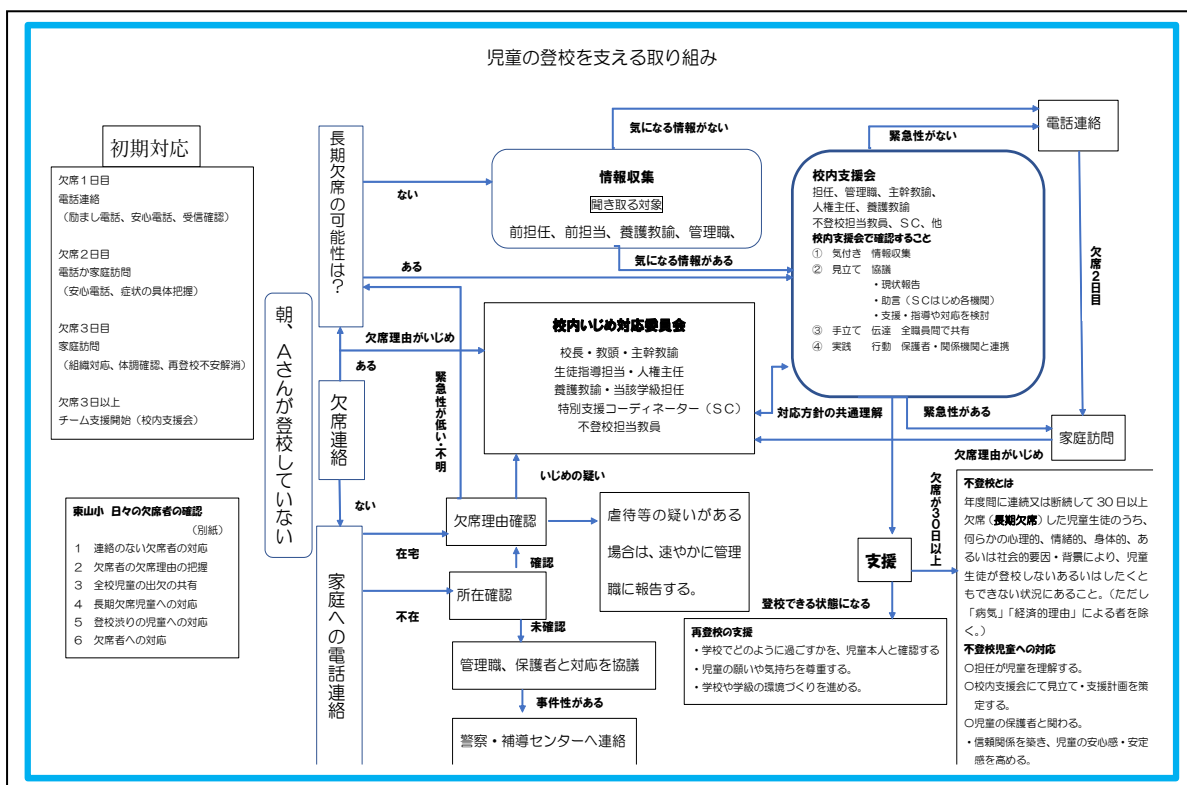 児童の登校を支える取り組み
初期対応
欠席1日目
電話連絡
（励まし電話、安心電話、受信確認）
欠席2日目
電話か家庭訪問
（安心電話、症状の具体把握）
欠席3日目
家庭訪問
（組織対応、体調確認、再登校不安解消）
欠席3日以上
チーム支援開始（校内支援会）
東山小 日々の欠席者の確認
（別紙）
1 連絡のない欠席者の対応
2 欠席者の欠席理由の把握
3 全校児童の出欠の共有
4 長期欠席児童への対応
5 登校渋りの児童への対応
6 欠席者への対応
朝、Aさんが登校していない
長期欠席の可能性は？
ない
ある
欠席連絡
ある
ない
欠席理由がいじめ
緊急性が低い・不明
家庭への電話連絡
在宅
不在
気になる情報がない
情報収集
聞き取る対象
前担任、前担当、養護教諭、管理職、
気になる情報がある
校内いじめ対応委員会
校長・教頭・主幹教諭
生徒指導担当・人権主任
養護教諭・当該学級担任
特別支援コーディネーター（SC）
不登校担当教員
いじめの疑い
欠席理由確認
確認
所在確認
未確認
管理職、保護者と対応を協議
事件性がある
警察・補導センターへ連絡
虐待等の疑いがある
場合は、速やかに管理
職に報告する。
電話連絡
緊急性がない
校内支援会
担任、管理職、主幹教諭、
人権主任、養護教諭
不登校担当教員、SC、他
校内支援会で確認すること
① 気付き 情報収集
② 見立て 協議
・現状報告
・助言（SCはじめ各機関）
・支援・指導や対応を検討
③ 手立て 伝達 全職員間で共有
④ 実践 行動 保護者・関係機関と連携
欠席2日目
対応方針の共通理解
緊急性がある
家庭訪問
欠席理由がいじめ
支援
欠席が30日以上
登校できる状態になる
再登校の支援
・学校でどのように過ごすかを、児童本人と確認する
・児童の願いや気持ちを尊重する。
・学校や学級の環境づくりを進める。
不登校とは
年度間に連続又は断続して30日以上
欠席（長期欠席）した児童生徒のうち、
何らかの心理的、情緒的、身体的、あ
るいは社会的要因・背景により、児童
生徒が登校しないあるいはしたくと
もできない状況にあること。（ただし
「病気」「経済的理由」による者を除
く。）
不登校児童への対応
○担任が児童を理解する。
○校内支援会にて見立て・支援計画を策
定する。
○児童の保護者と関わる。
・信頼関係を築き、児童の安心感・安定
感を高める。